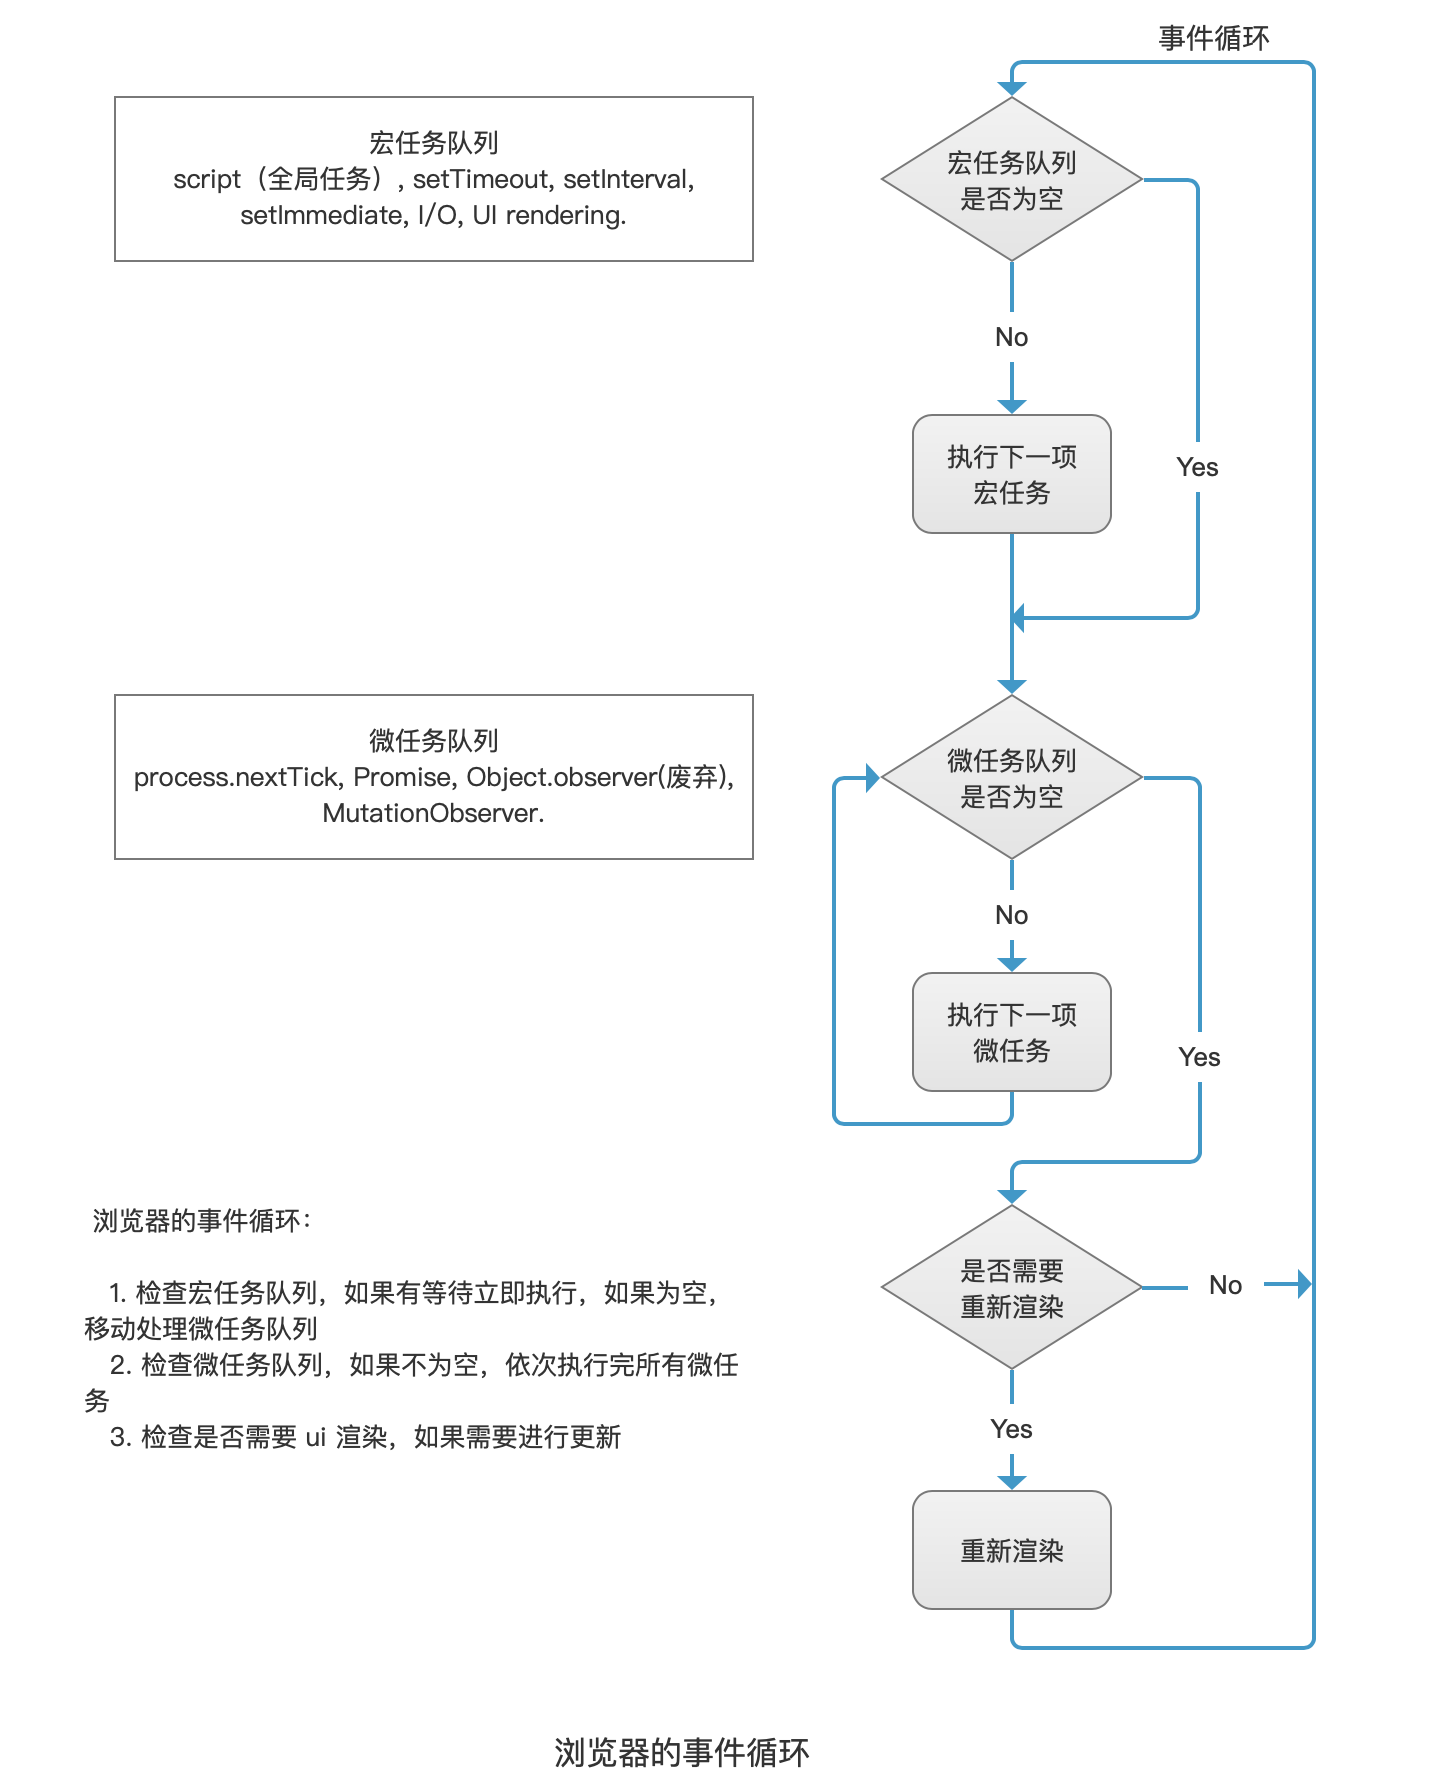 事件循环
宏任务队列
script（全局任务）, setTimeout, setInterval,
setImmediate, I/O, UI rendering.
宏任务队列
是否为空
No
执行下一项
宏任务
Yes
微任务队列
process.nextTick, Promise, Object.observer(废弃),
MutationObserver.
微任务队列
是否为空
No
执行下一项
微任务
Yes
浏览器的事件循环：
1. 检查宏任务队列，如果有等待立即执行，如果为空，
移动处理微任务队列
2. 检查微任务队列，如果不为空，依次执行完所有微任
务
3. 检查是否需要 ui 渲染，如果需要进行更新
是否需要
重新渲染
No
Yes
重新渲染
浏览器的事件循环